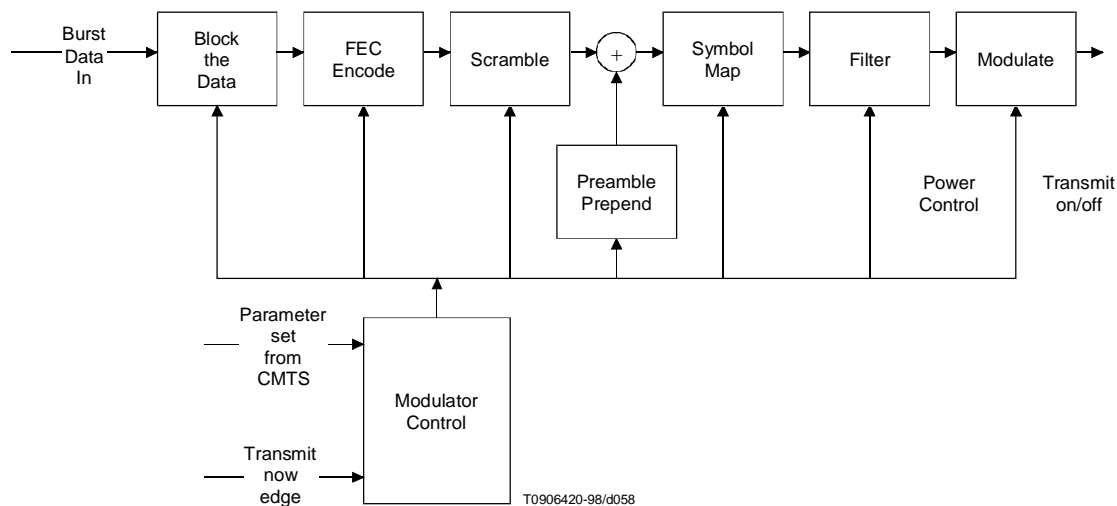 Burst
Data
In
Block
the
Data
FEC
Encode
Scramble
+
Symbol
Map
Filter
Modulate
Preamble
Prepend
Power
Control
Transmit
on/off
Parameter
set
from
CMTS
Modulator
Control
Transmit
now
edge
T0906420-98/d058